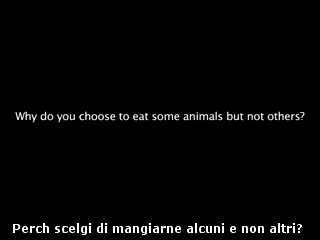 Why do you choose to eat some animals but not others?
Perch scelgi di mangiarne alcuni e non altri?